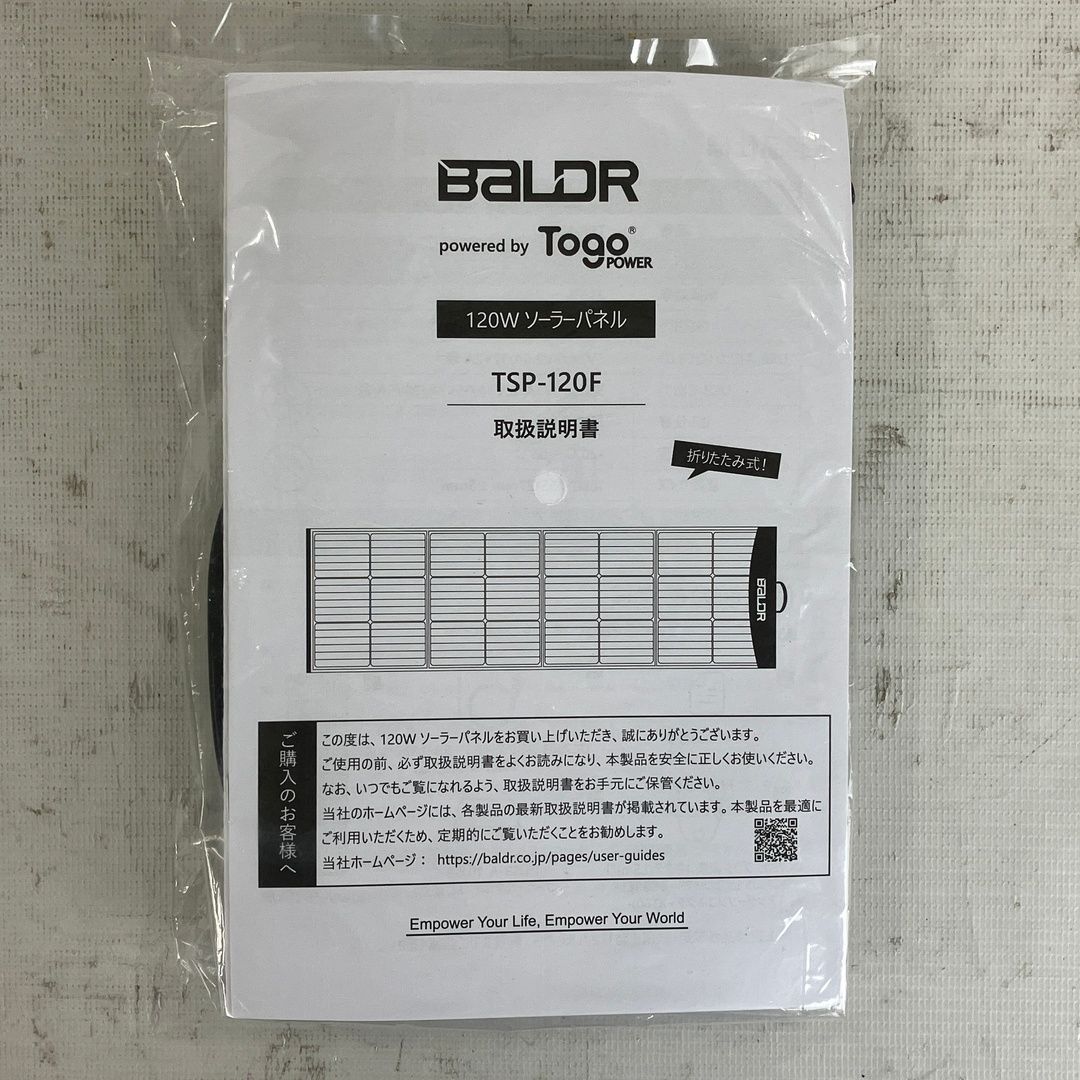 BALDR
powered by Togo® POWER
120W ソーラーパネル
TSP-120F
取扱説明書
折りたたみ式！
BALDR
ご購入のお客様へ
この度は、120W ソーラーパネルをお買い上げいただき、誠にありがとうございます。
ご使用の前、必ず取扱説明書をよくお読みになり、本製品を安全に正しくお使いください。
なお、いつでもご覧になれるよう、取扱説明書をお手元にご保管ください。
当社のホームページには、各製品の最新取扱説明書が掲載されています。本製品を最適に
ご利用いただくため、定期的にご覧いただくことをお勧めします。
当社ホームページ： https://baldr.co.jp/pages/user-guides
Empower Your Life, Empower Your World